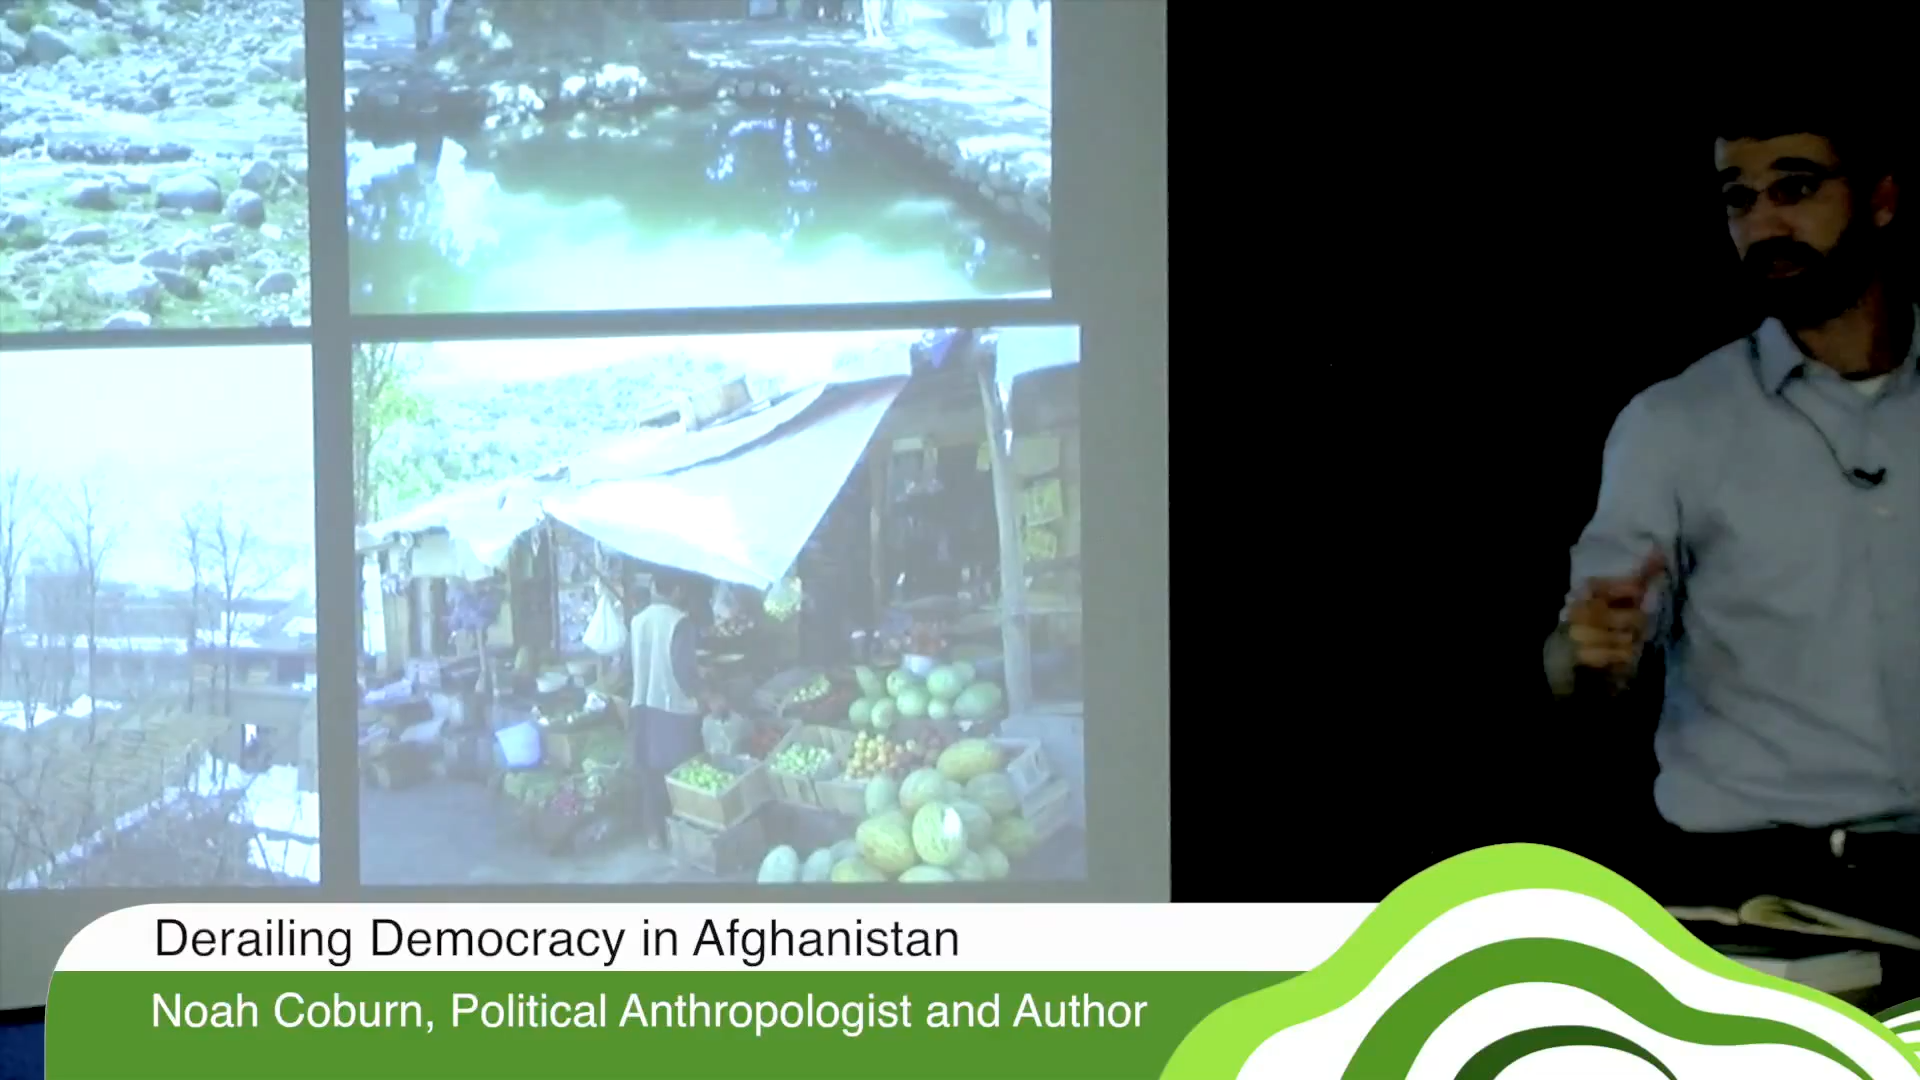 Derailing Democracy in Afghanistan
Noah Coburn, Political Anthropologist and Author